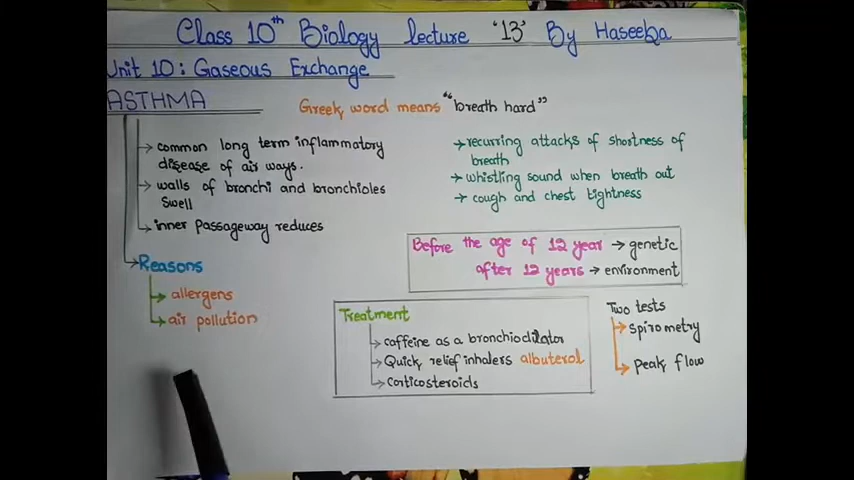 Class 10th Biology lecture '13' By Haseeba
Unit 10: Gaseous Exchange
ASTHMA
Greek word means "breath hard"
→ common long term inflammatory
disease of air ways.
→ walls of bronchi and bronchioles
swell
→ inner passageway reduces
→ recurring attacks of shortness of
breath
→ whistling sound when breath out
→ cough and chest tightness
Before the age of 12 year → genetic
after 12 years → environment
→ Reasons
→ allergens
→ air pollution
Treatment
→ caffeine as a bronchiodilator
→ Quick relief inhalers albuterol
→ corticosteroids
Two tests
→ spirometry
→ peak flow